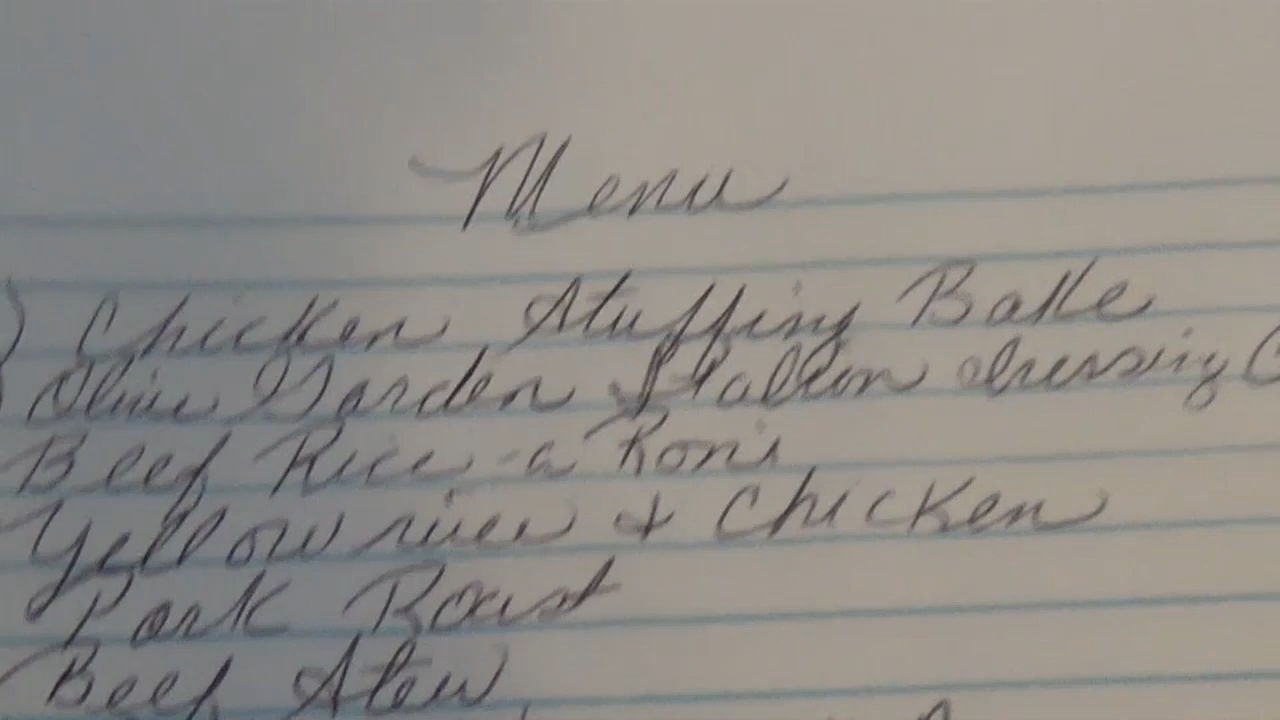 Menu
) Chicken Stuffing Bake
) Olive Garden Italian dressing (
Beef Rice-a Roni
Yellow rice + Chicken
Pork Roast
Beef Stew